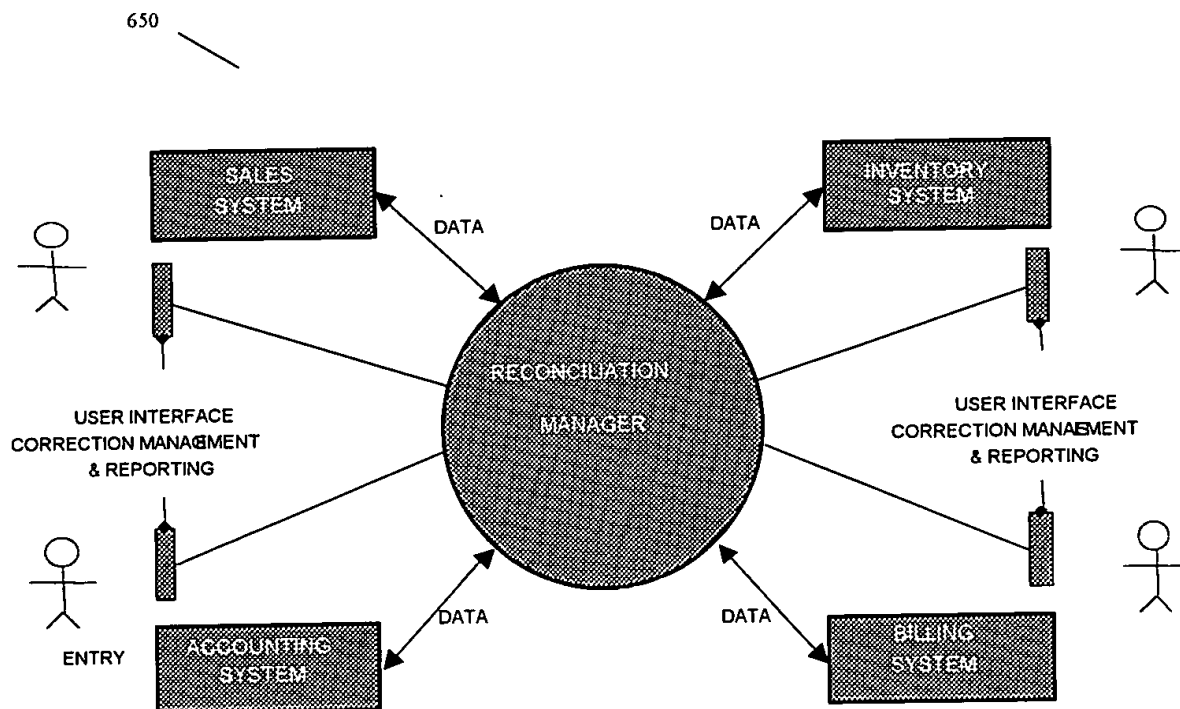 650
SALES
SYSTEM
INVENTORY
SYSTEM
DATA
DATA
RECONCILIATION
MANAGER
USER INTERFACE
CORRECTION MANAGEMENT
& REPORTING
USER INTERFACE
CORRECTION MANAGEMENT
& REPORTING
DATA
DATA
ENTRY
ACCOUNTING
SYSTEM
BILLING
SYSTEM